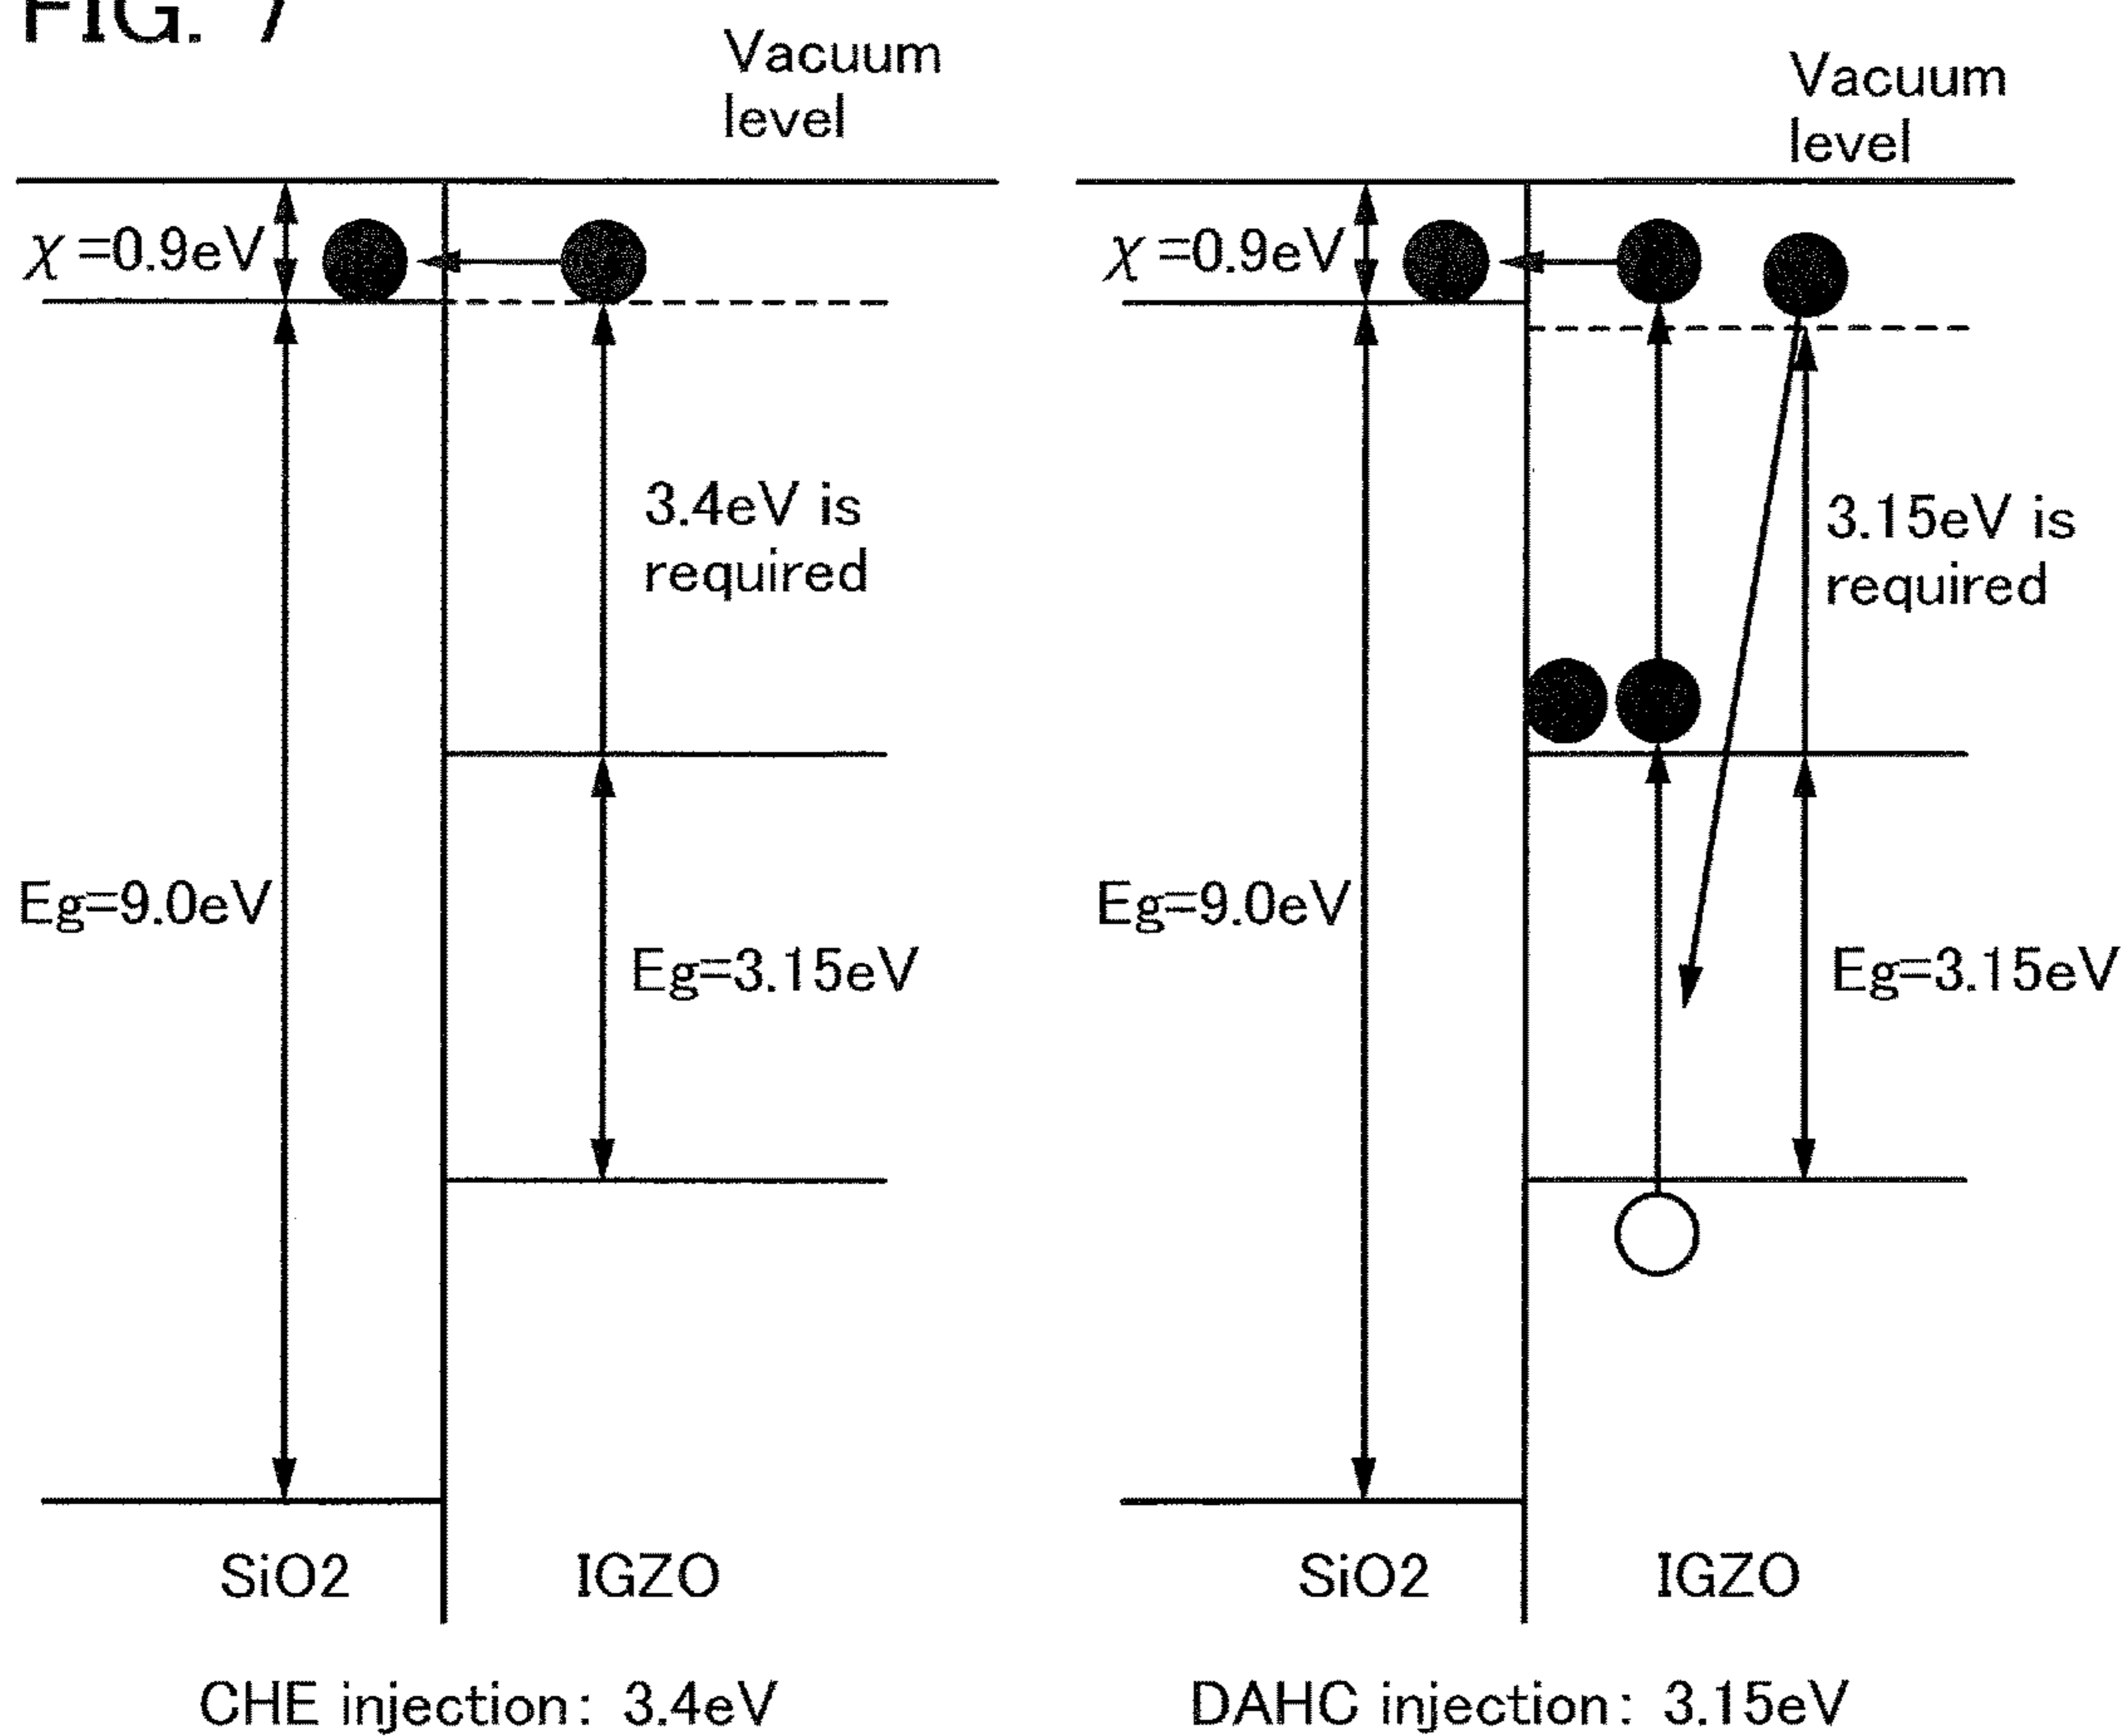 FIG. 7
Vacuum
level
χ=0.9eV
3.4eV is
required
Eg=9.0eV
Eg=3.15eV
SiO2
IGZO
CHE injection: 3.4eV
Vacuum
level
χ=0.9eV
3.15eV is
required
Eg=9.0eV
Eg=3.15eV
SiO2
IGZO
DAHC injection: 3.15eV